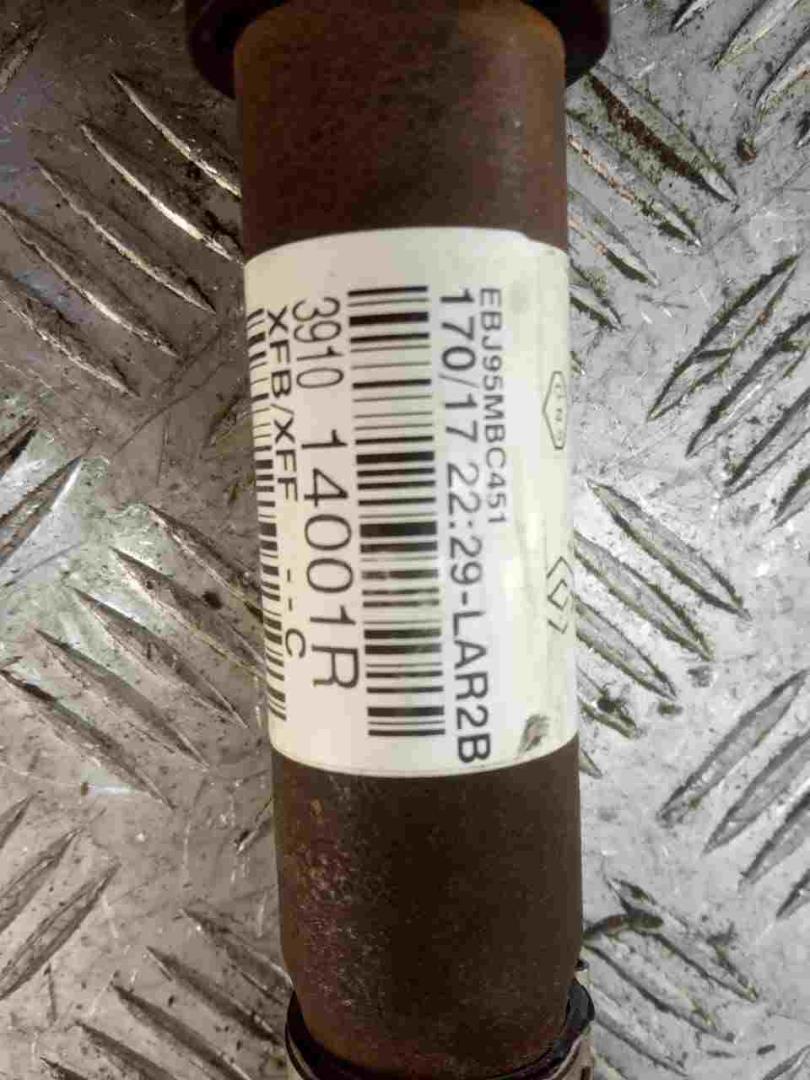 EBJ95MBC451
170/17 22:29-LAR2B
3910 14001R
XFB/XFF --C